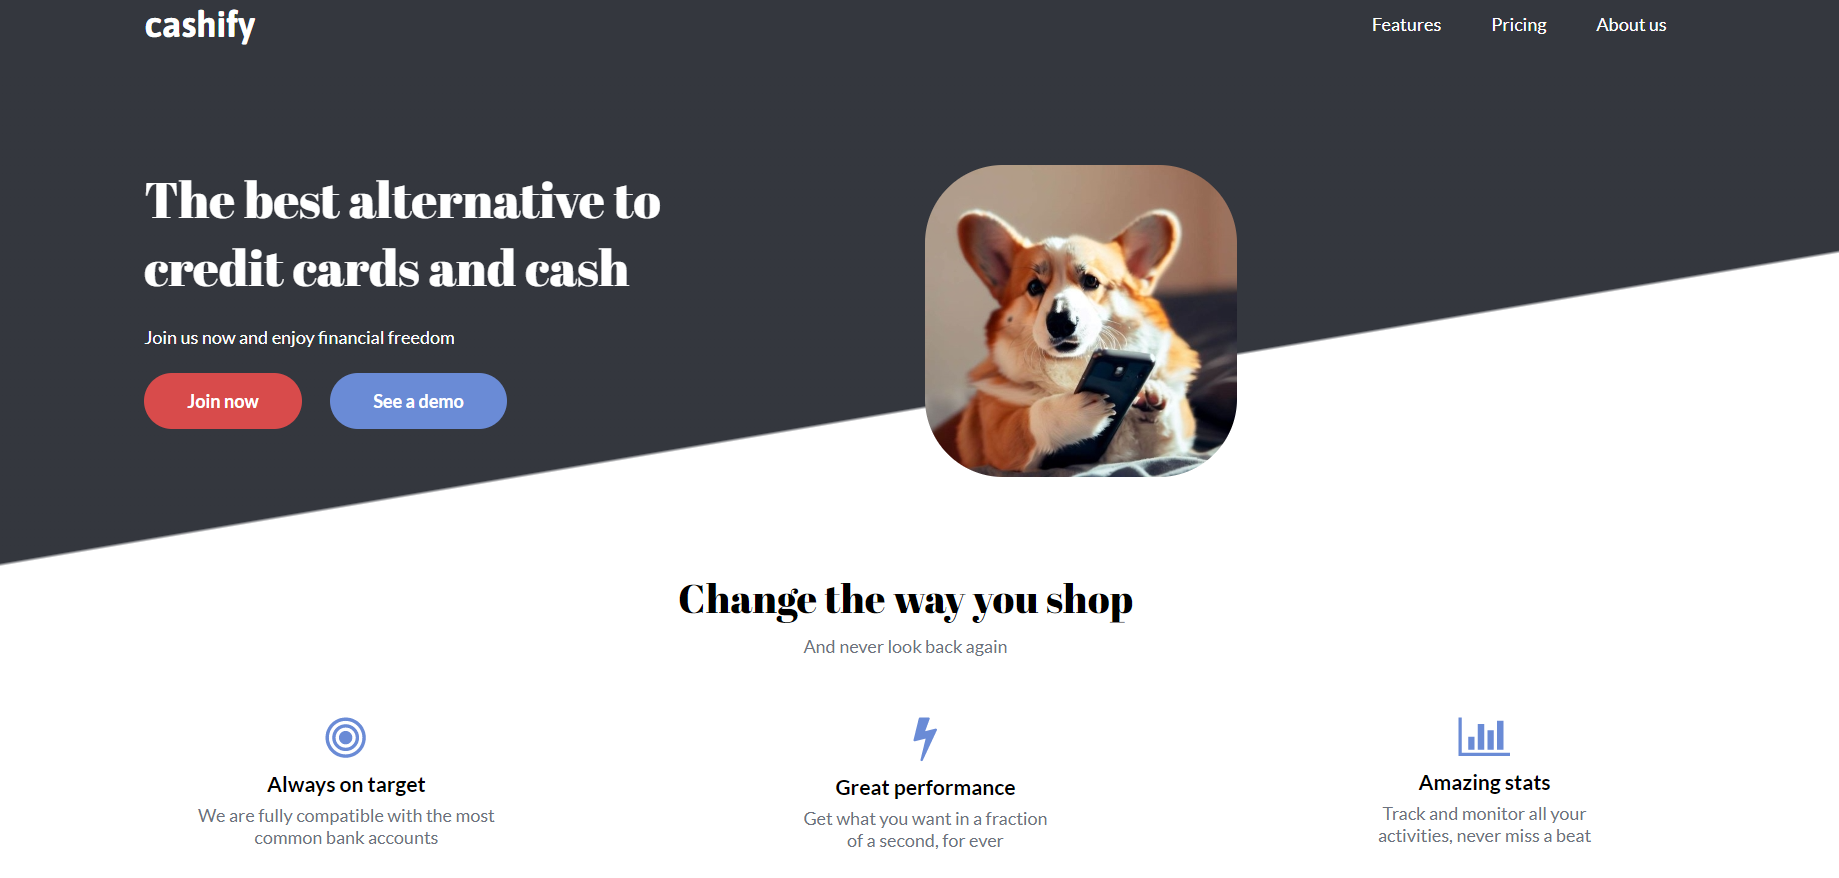 cashify
Features
Pricing
About us
The best alternative to
credit cards and cash
Join us now and enjoy financial freedom
Join now
See a demo
Change the way you shop
And never look back again
Always on target
We are fully compatible with the most
common bank accounts
Great performance
Get what you want in a fraction
of a second, for ever
Amazing stats
Track and monitor all your
activities, never miss a beat